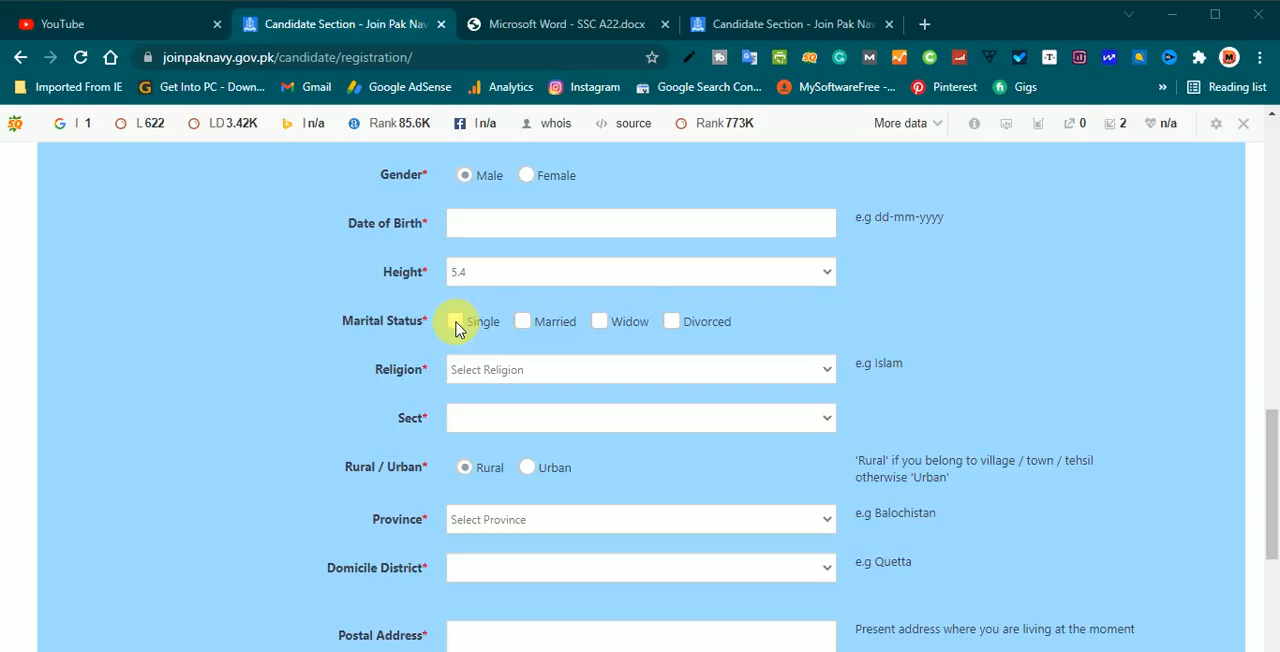 YouTube
Candidate Section - Join Pak Nav
Microsoft Word - SSC A22.docx
Candidate Section - Join Pak Nav
joinpaknavy.gov.pk/candidate/registration/
Imported From IE
Get Into PC - Down...
Gmail
Google AdSense
Analytics
Instagram
Google Search Con...
MySoftwareFree -...
Pinterest
Gigs
»
Reading list
G I 1
L 622
LD 3.42K
I n/a
Rank 85.6K
I n/a
whois
source
Rank 773K
More data
0
2
n/a
Gender* Male Female
Date of Birth* e.g dd-mm-yyyy
Height* 5.4
Marital Status* Single Married Widow Divorced
Religion* Select Religion e.g Islam
Sect*
Rural / Urban* Rural Urban 'Rural' if you belong to village / town / tehsil
otherwise 'Urban'
Province* Select Province e.g Balochistan
Domicile District* e.g Quetta
Postal Address* Present address where you are living at the moment